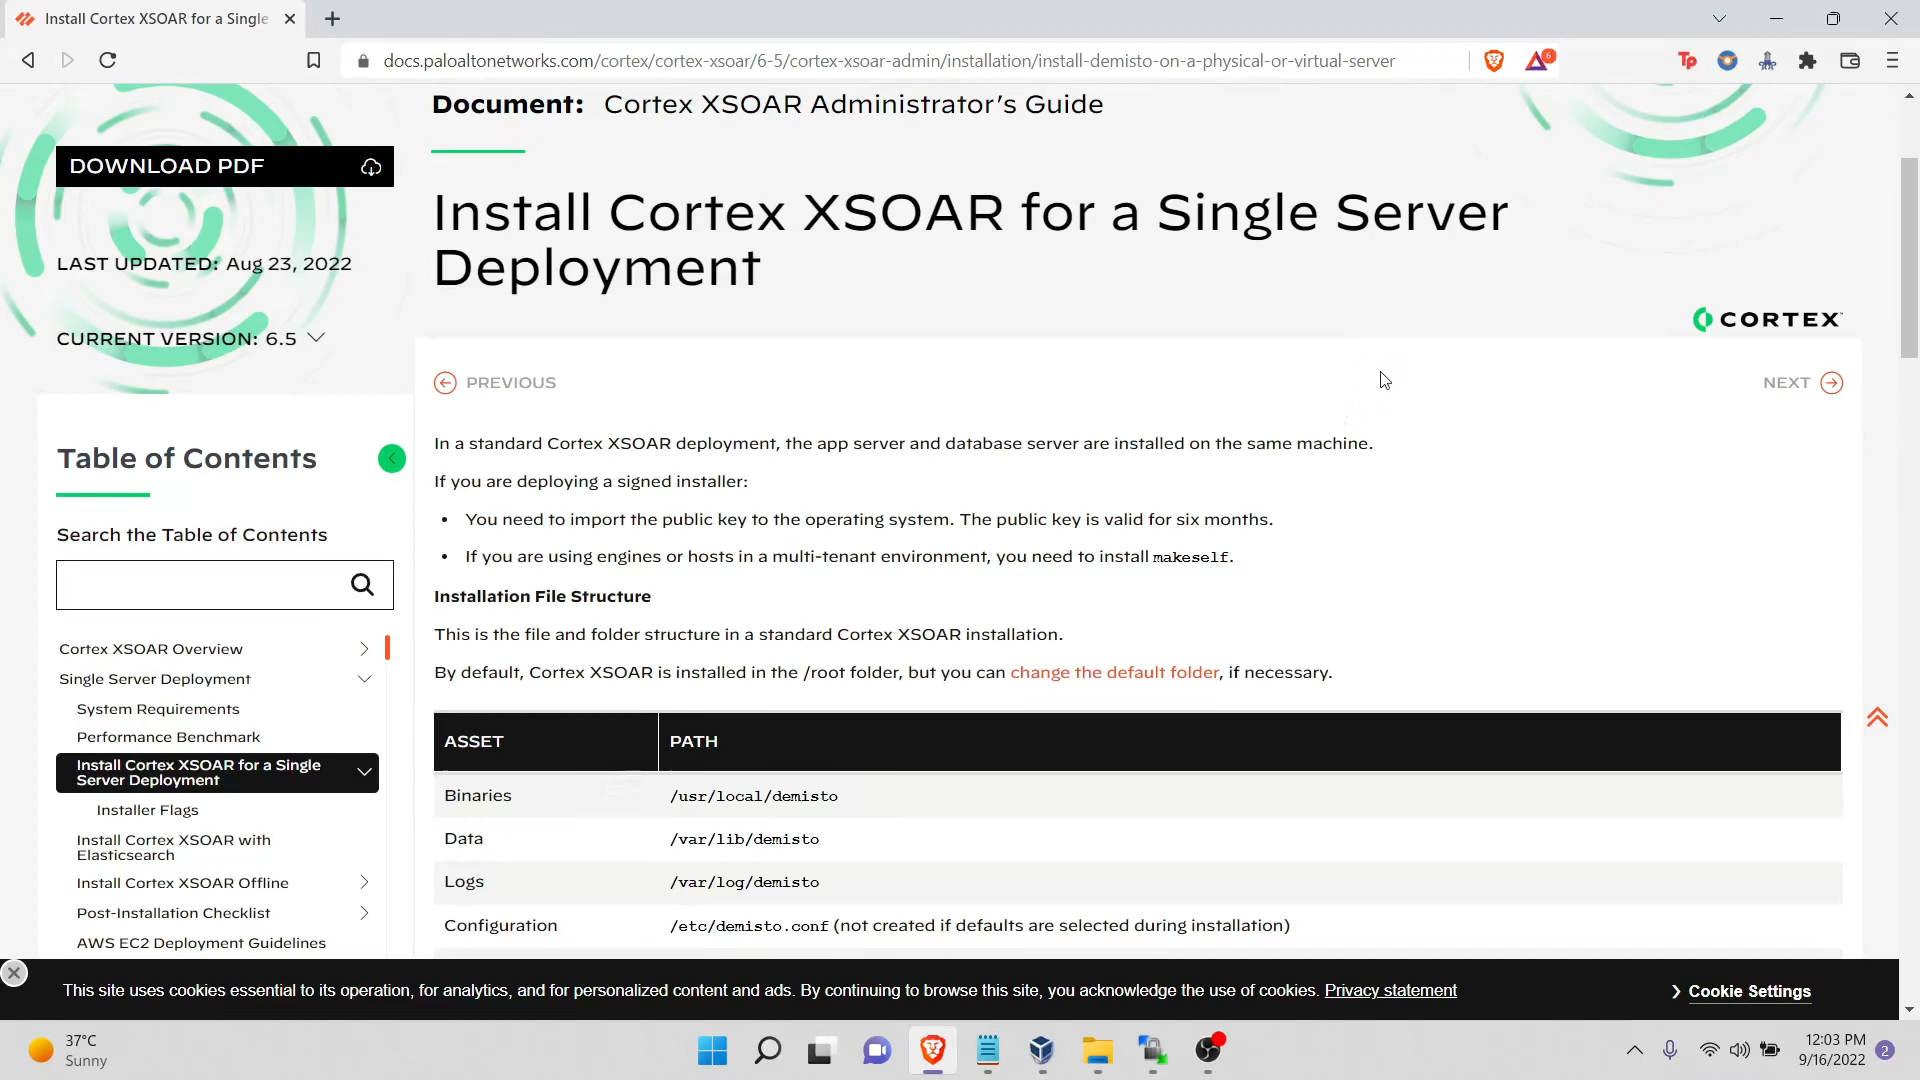 Install Cortex XSOAR for a Single
docs.paloaltonetworks.com/cortex/cortex-xsoar/6-5/cortex-xsoar-admin/installation/install-demisto-on-a-physical-or-virtual-server
6
Tp
Document: Cortex XSOAR Administrator's Guide
DOWNLOAD PDF
Install Cortex XSOAR for a Single Server
Deployment
LAST UPDATED: Aug 23, 2022
CURRENT VERSION: 6.5
CORTEX
PREVIOUS
NEXT
Table of Contents
Search the Table of Contents
Cortex XSOAR Overview
Single Server Deployment
System Requirements
Performance Benchmark
Install Cortex XSOAR for a Single
Server Deployment
Installer Flags
Install Cortex XSOAR with
Elasticsearch
Install Cortex XSOAR Offline
Post-Installation Checklist
AWS EC2 Deployment Guidelines
In a standard Cortex XSOAR deployment, the app server and database server are installed on the same machine.
If you are deploying a signed installer:
• You need to import the public key to the operating system. The public key is valid for six months.
• If you are using engines or hosts in a multi-tenant environment, you need to install makeself.
Installation File Structure
This is the file and folder structure in a standard Cortex XSOAR installation.
By default, Cortex XSOAR is installed in the /root folder, but you can change the default folder, if necessary.
ASSET PATH
Binaries /usr/local/demisto
Data /var/lib/demisto
Logs /var/log/demisto
Configuration /etc/demisto.conf (not created if defaults are selected during installation)
This site uses cookies essential to its operation, for analytics, and for personalized content and ads. By continuing to browse this site, you acknowledge the use of cookies. Privacy statement
Cookie Settings
37°C
Sunny
12:03 PM
9/16/2022
2